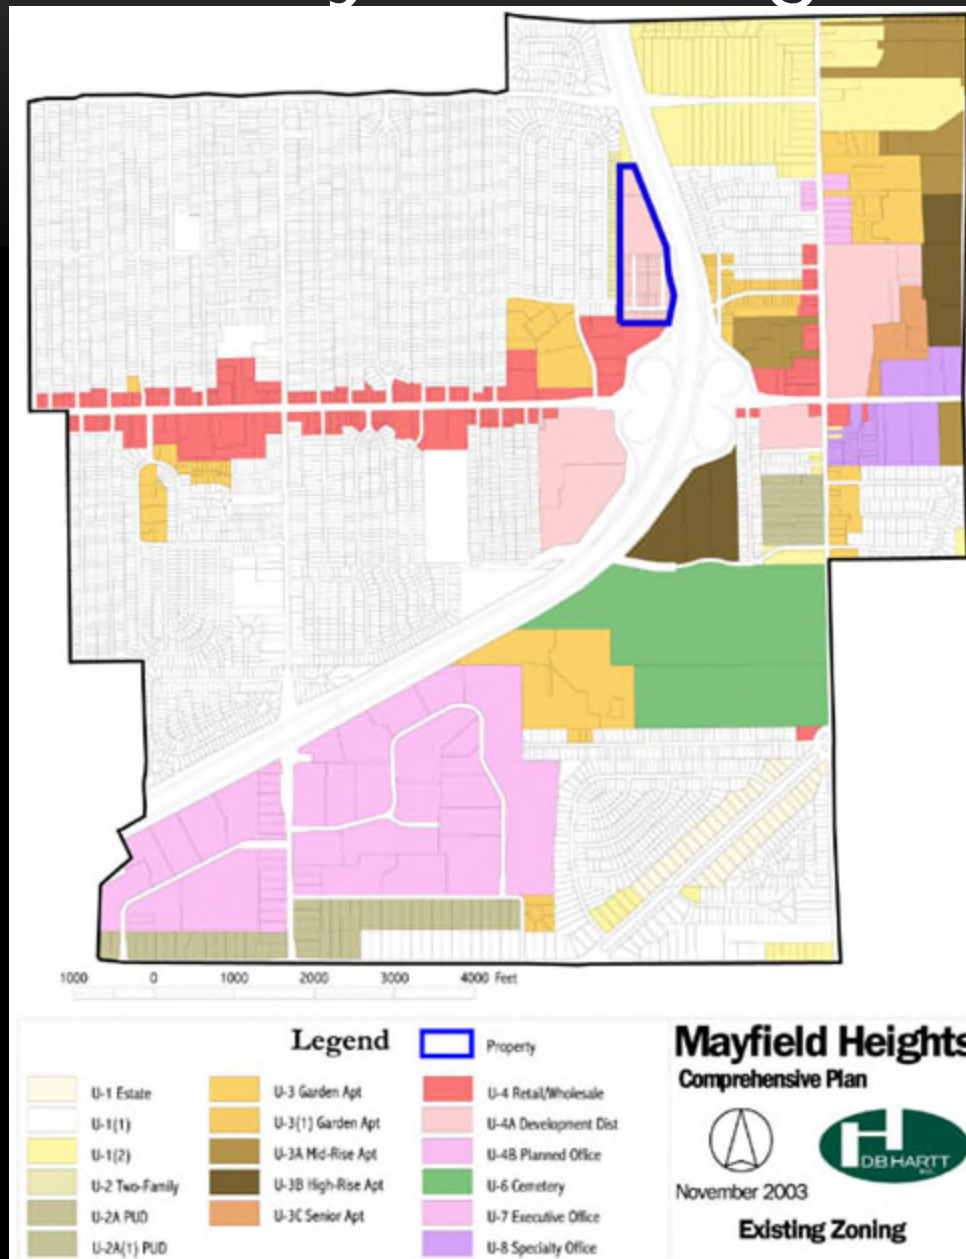 Legend
Property
U-1 Estate
U-1(1)
U-1(2)
U-2 Two-Family
U-2A PUD
U-2A(1) PUD
U-3 Garden Apt
U-3(1) Garden Apt
U-3A Mid-Rise Apt
U-3B High-Rise Apt
U-3C Senior Apt
U-4 Retail/Wholesale
U-4A Development Dist
U-4B Planned Office
U-6 Cemetery
U-7 Executive Office
U-8 Specialty Office
1000 0 1000 2000 3000 4000 Feet
Mayfield Heights
Comprehensive Plan
H
D.B. HARTT
November 2003
Existing Zoning